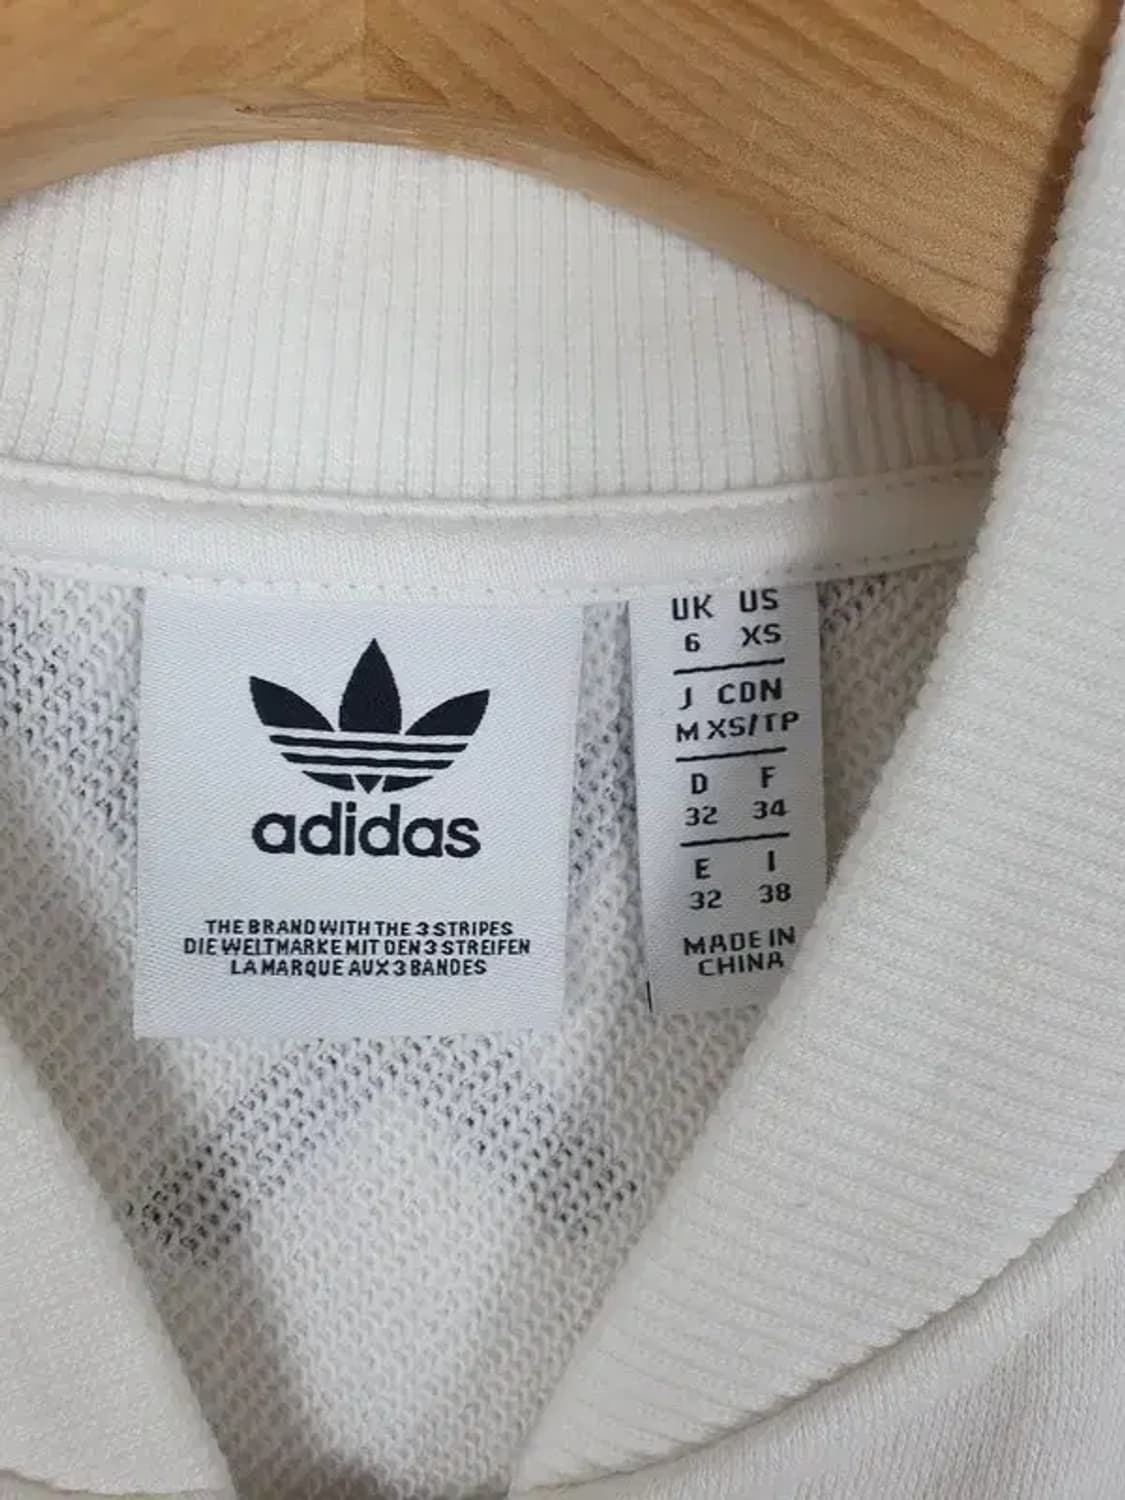 adidas
THE BRAND WITH THE 3 STRIPES
DIE WELTMARKE MIT DEN 3 STREIFEN
LA MARQUE AUX 3 BANDES
UK US
6 XS
J CDN
M XS/TP
D F
32 34
E I
32 38
MADE IN
CHINA